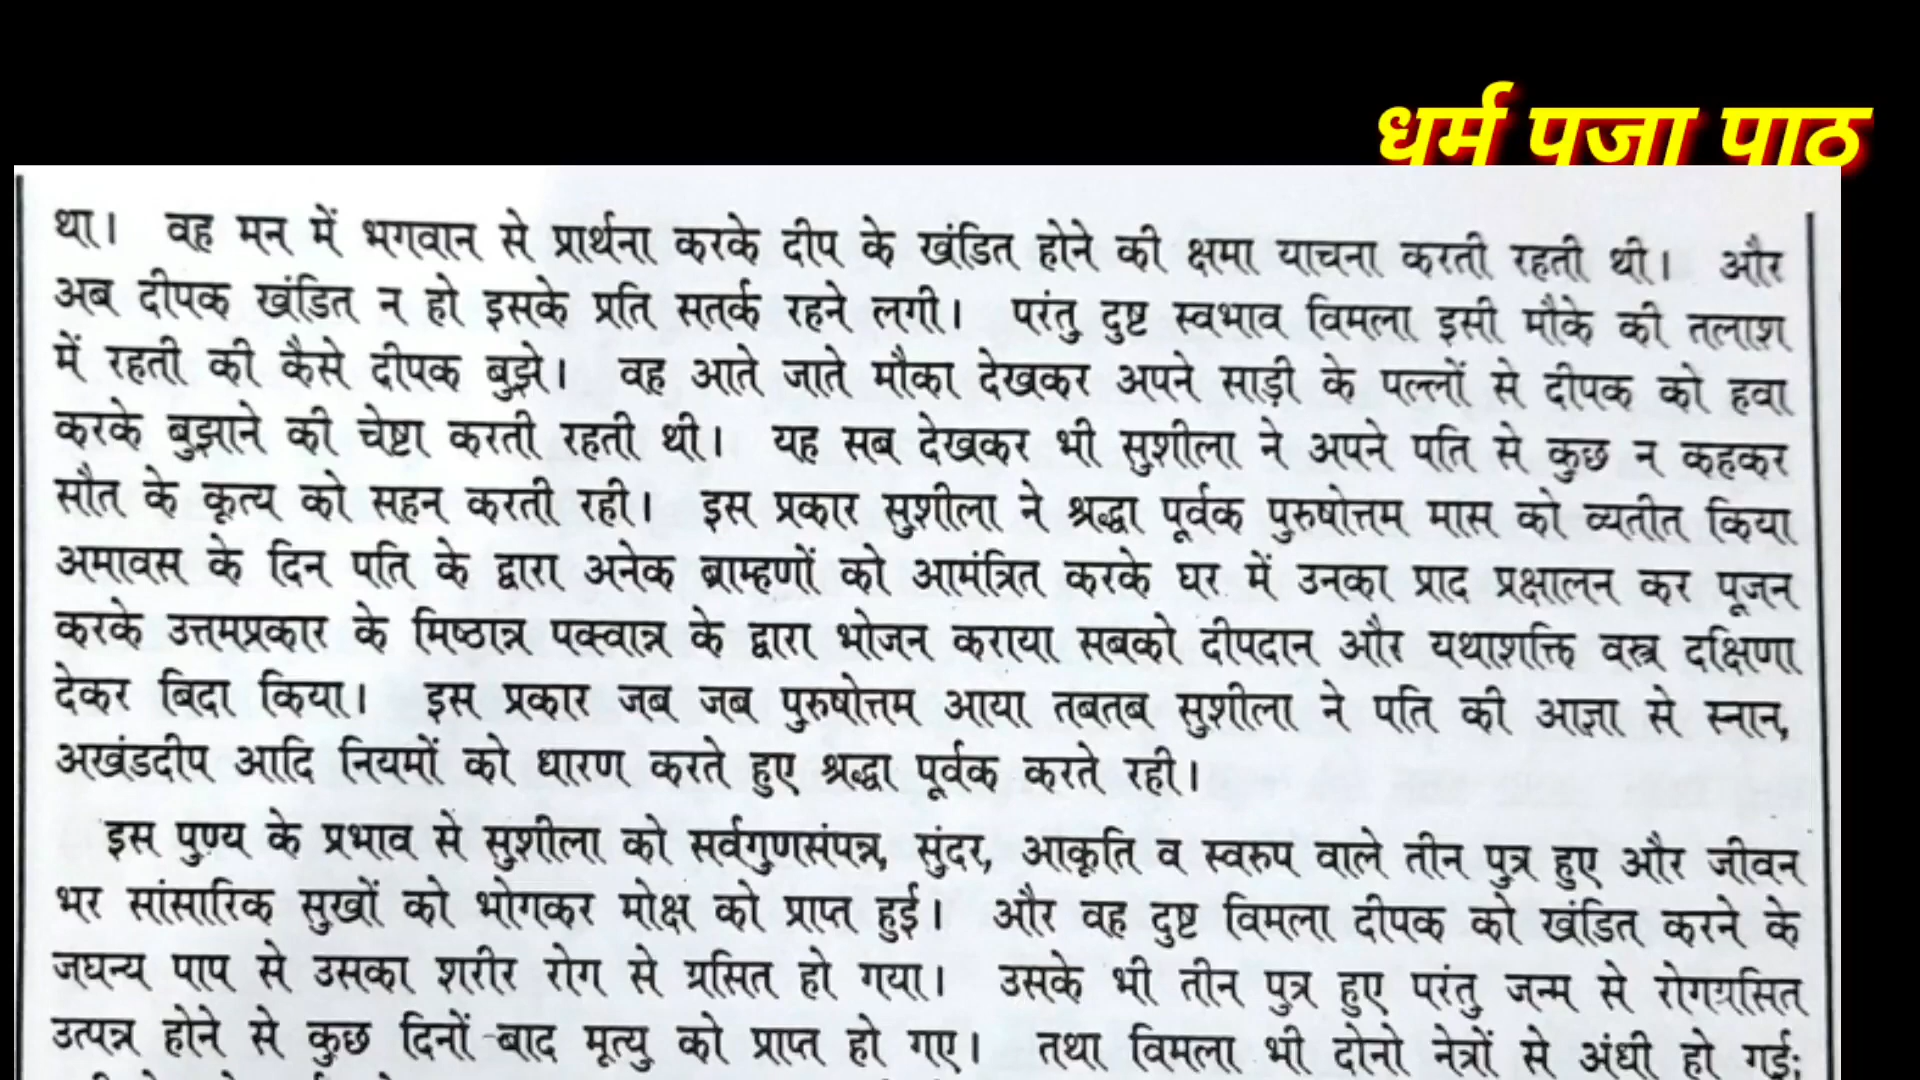 धर्म पूजा पाठ
था। वह मन में भगवान से प्रार्थना करके दीप के खंडित होने की क्षमा याचना करती रहती थी। और
अब दीपक खंडित न हो इसके प्रति सतर्क रहने लगी। परंतु दुष्ट स्वभाव विमला इसी मौके की तलाश
में रहती की कैसे दीपक बुझे। वह आते जाते मौका देखकर अपने साड़ी के पल्लों से दीपक को हवा
करके बुझाने की चेष्टा करती रहती थी। यह सब देखकर भी सुशीला ने अपने पति से कुछ न कहकर
सौत के कृत्य को सहन करती रही। इस प्रकार सुशीला ने श्रद्धा पूर्वक पुरुषोत्तम मास को व्यतीत किया
अमावस के दिन पति के द्वारा अनेक ब्राम्हणों को आमंत्रित करके घर में उनका प्राद प्रक्षालन कर पूजन
करके उत्तमप्रकार के मिष्ठान्न पक्वान्न के द्वारा भोजन कराया सबको दीपदान और यथाशक्ति वस्त्र दक्षिणा
देकर बिदा किया। इस प्रकार जब जब पुरुषोत्तम आया तबतब सुशीला ने पति की आज्ञा से स्नान,
अखंडदीप आदि नियमों को धारण करते हुए श्रद्धा पूर्वक करते रही।
इस पुण्य के प्रभाव से सुशीला को सर्वगुणसंपन्न, सुंदर, आकृति व स्वरुप वाले तीन पुत्र हुए और जीवन
भर सांसारिक सुखों को भोगकर मोक्ष को प्राप्त हुई। और वह दुष्ट विमला दीपक को खंडित करने के
जघन्य पाप से उसका शरीर रोग से ग्रसित हो गया। उसके भी तीन पुत्र हुए परंतु जन्म से रोगग्रसित
उत्पन्न होने से कुछ दिनों बाद मृत्यु को प्राप्त हो गए। तथा विमला भी दोनो नेत्रों से अंधी हो गई;